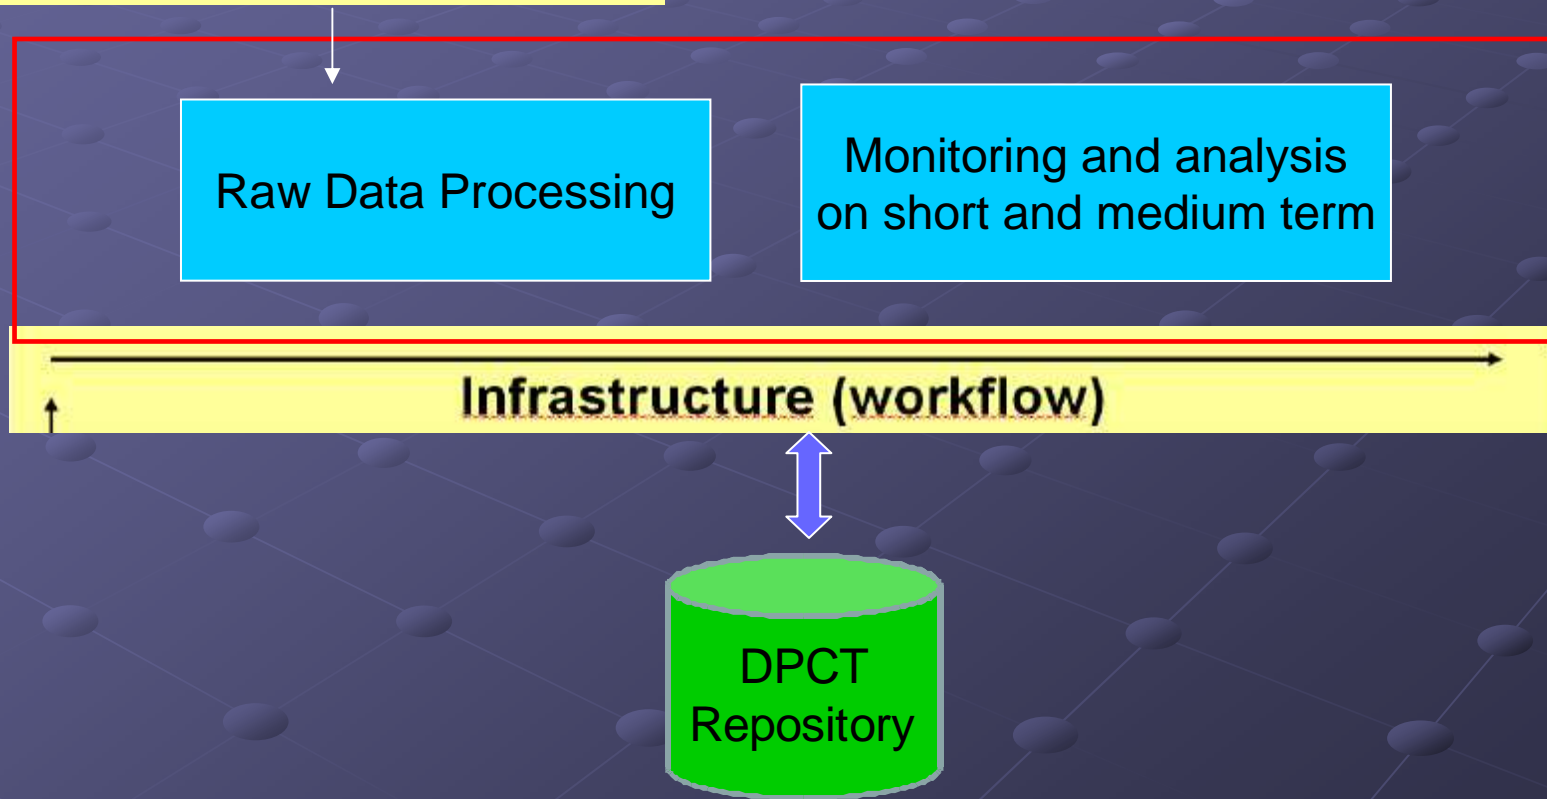 Raw Data Processing
Monitoring and analysis
on short and medium term
Infrastructure (workflow)
DPCT
Repository